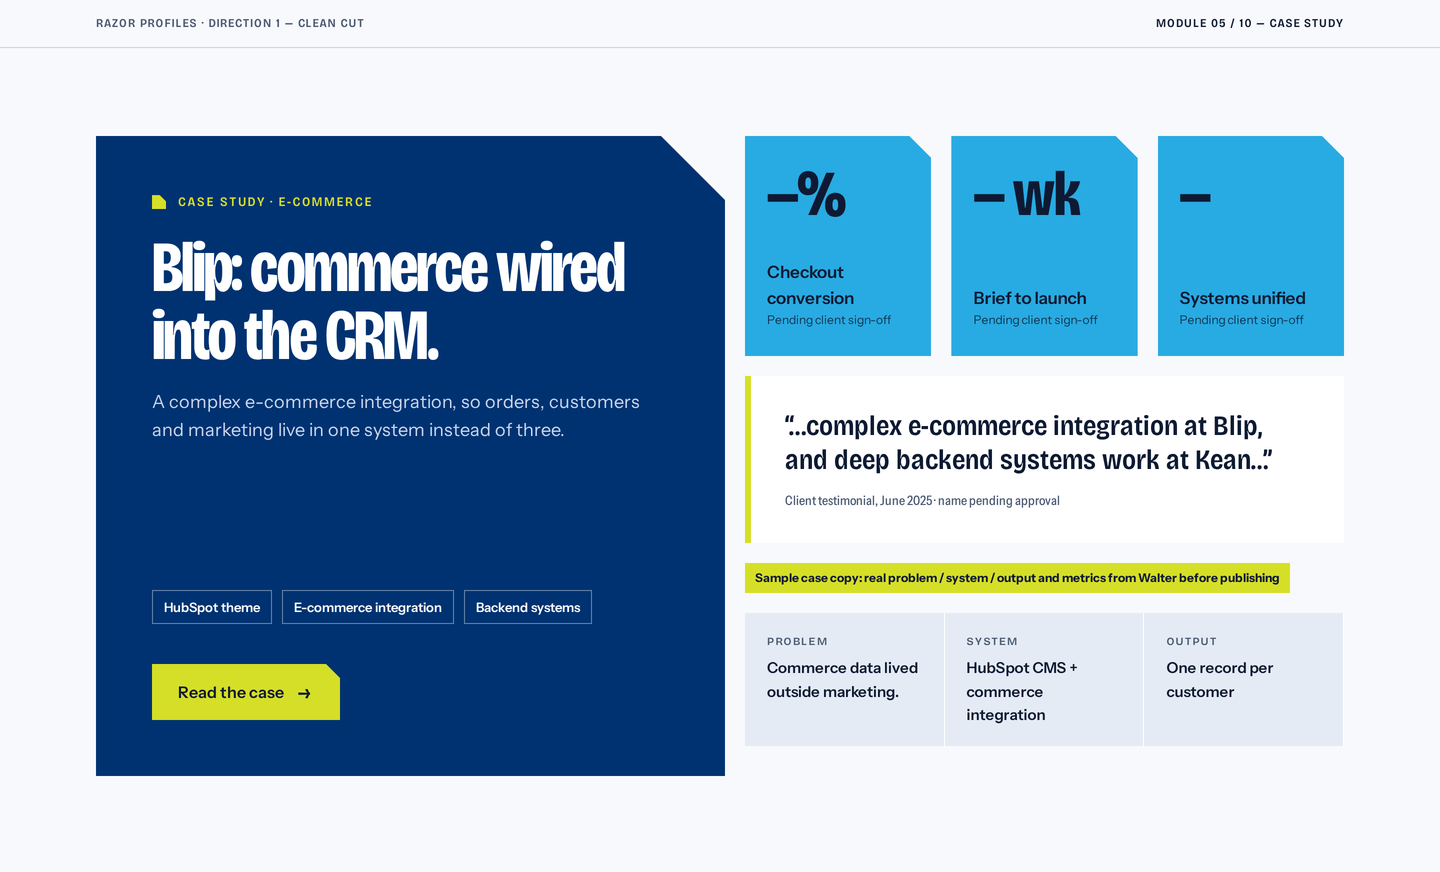 RAZOR PROFILES · DIRECTION 1 — CLEAN CUT
MODULE 05 / 10 — CASE STUDY
CASE STUDY · E-COMMERCE
Blip: commerce wired
into the CRM.
A complex e-commerce integration, so orders, customers
and marketing live in one system instead of three.
HubSpot theme
E-commerce integration
Backend systems
Read the case →
–%
Checkout
conversion
Pending client sign-off
– wk
Brief to launch
Pending client sign-off
–
Systems unified
Pending client sign-off
“…complex e-commerce integration at Blip,
and deep backend systems work at Kean…”
Client testimonial, June 2025 · name pending approval
Sample case copy: real problem / system / output and metrics from Walter before publishing
PROBLEM
Commerce data lived
outside marketing.
SYSTEM
HubSpot CMS +
commerce
integration
OUTPUT
One record per
customer